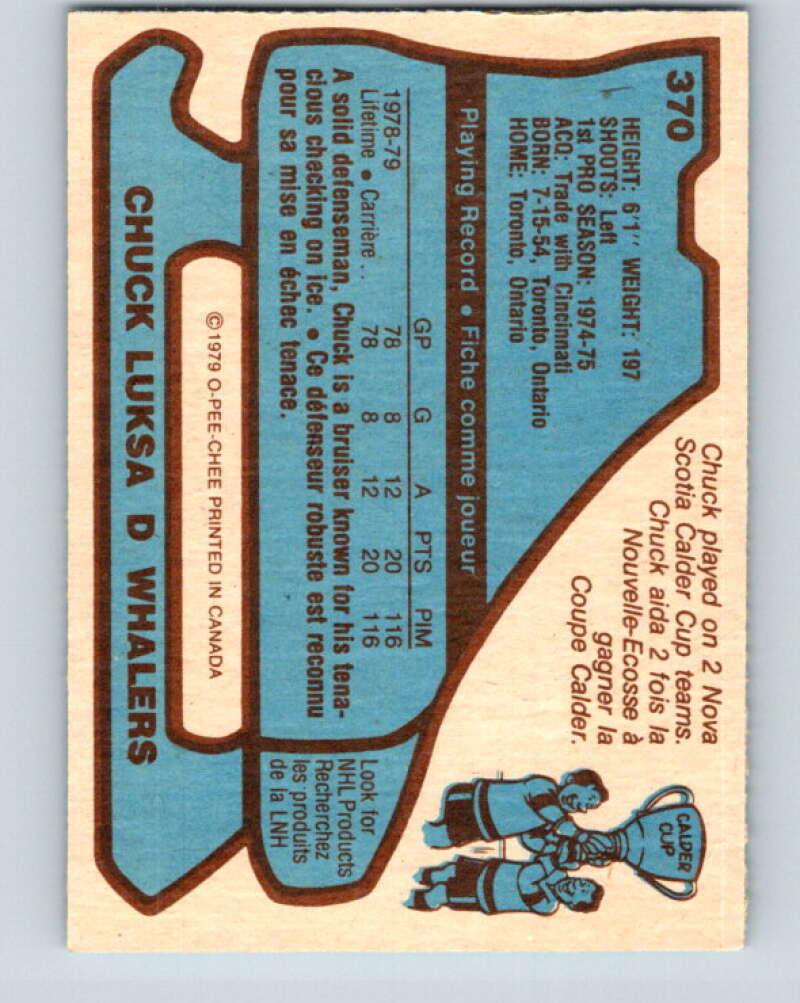 370
HEIGHT: 6'1'' WEIGHT: 197
SHOOTS: Left
1st PRO SEASON: 1974-75
ACQ: Trade with Cincinnati
BORN: 7-15-54, Toronto, Ontario
HOME: Toronto, Ontario
Chuck played on 2 Nova
Scotia Calder Cup teams.
Chuck aida 2 fois la
Nouvelle-Ecosse à
gagner la
Coupe Calder.
CALDER
CUP
Playing Record • Fiche comme joueur
GP G A PTS PIM
1978-79 78 8 12 20 116
Lifetime • Carrière .. 78 8 12 20 116
A solid defenseman, Chuck is a bruiser known for his tena-
cious checking on ice. • Ce défenseur robuste est reconnu
pour sa mise en échec tenace.
Look for
NHL Products
Recherchez
les produits
de la LNH
©1979 O-PEE-CHEE PRINTED IN CANADA
CHUCK LUKSA D WHALERS